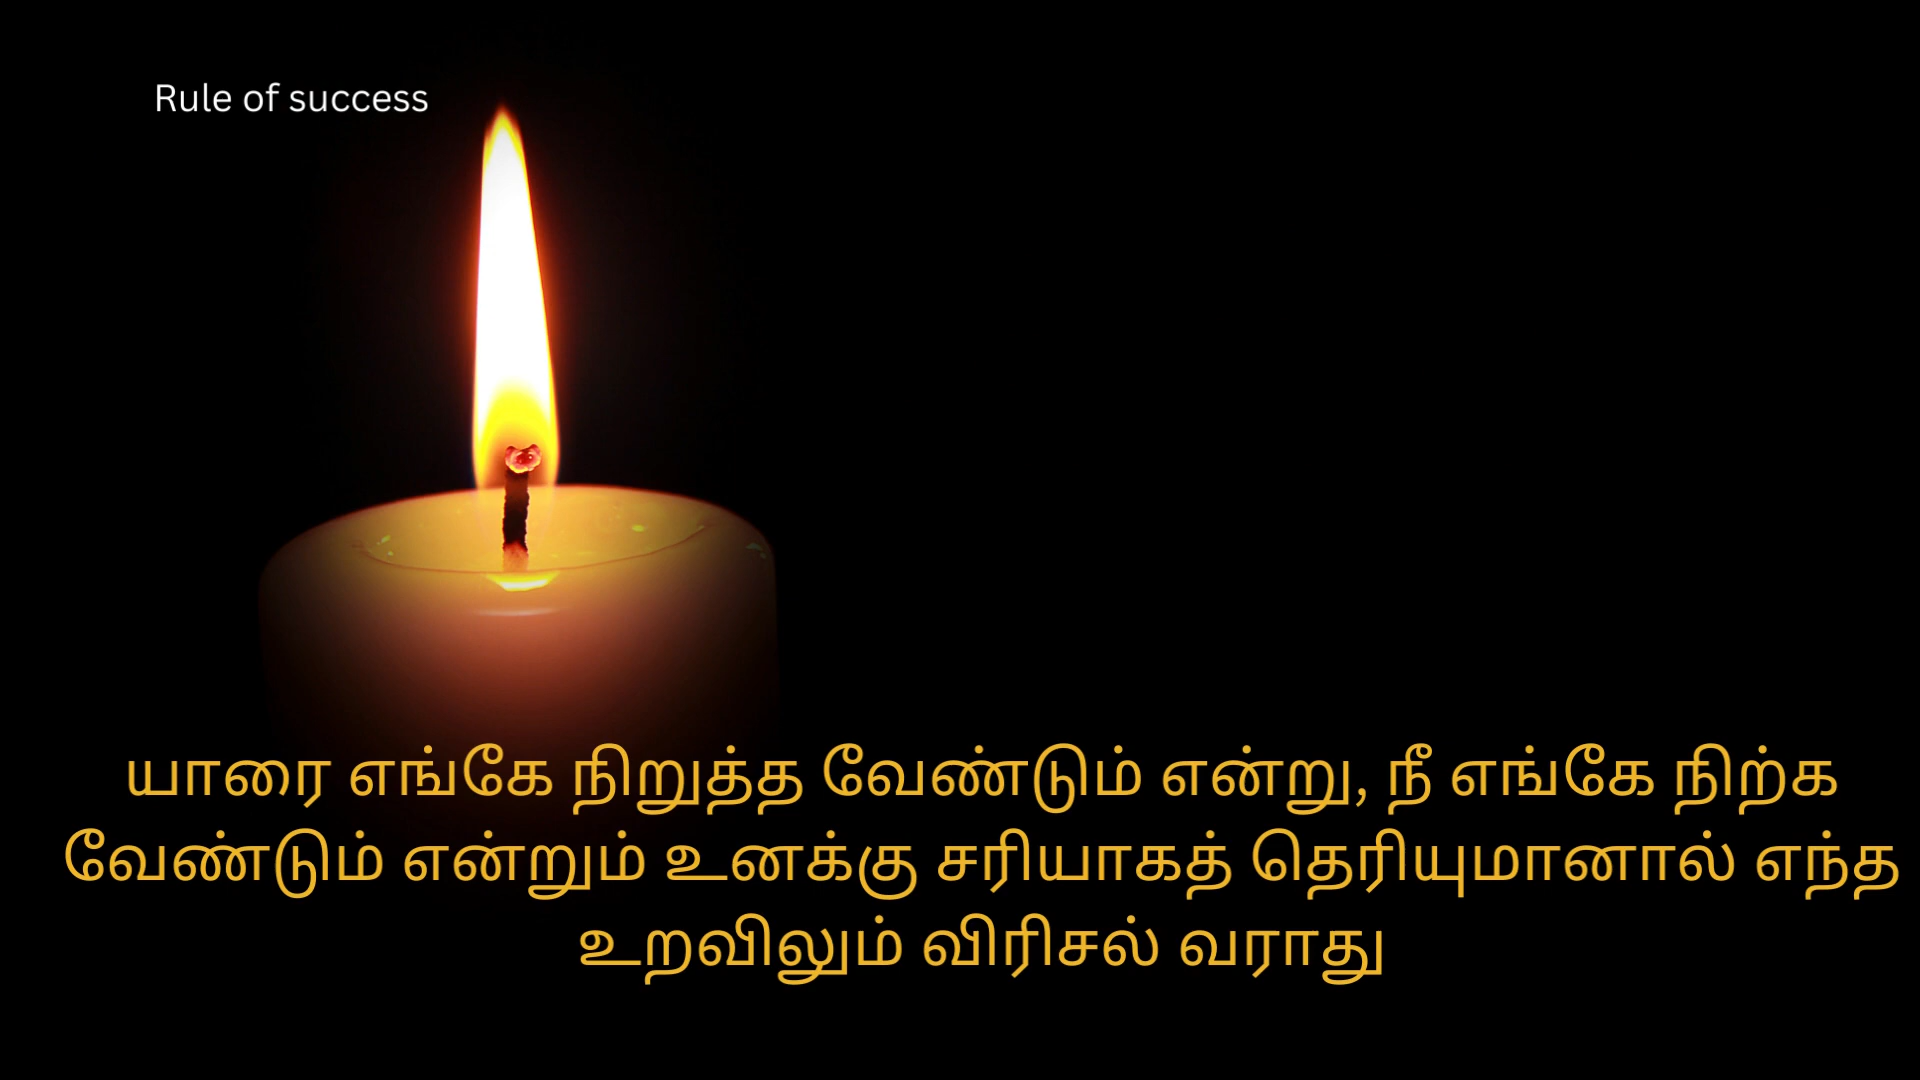 Rule of success
யாரை எங்கே நிறுத்த வேண்டும் என்று, நீ எங்கே நிற்க
வேண்டும் என்றும் உனக்கு சரியாகத் தெரியுமானால் எந்த
உறவிலும் விரிசல் வராது